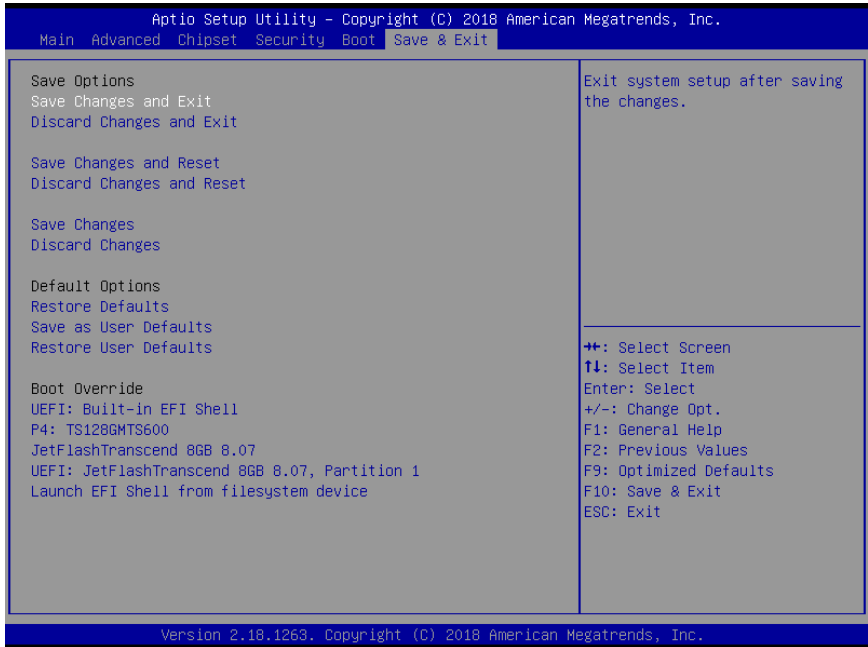 Aptio Setup Utility – Copyright (C) 2018 American Megatrends, Inc.
Main Advanced Chipset Security Boot Save & Exit
Save Options
Save Changes and Exit
Discard Changes and Exit
Save Changes and Reset
Discard Changes and Reset
Save Changes
Discard Changes
Default Options
Restore Defaults
Save as User Defaults
Restore User Defaults
Boot Override
UEFI: Built-in EFI Shell
P4: TS128GMTS600
JetFlashTranscend 8GB 8.07
UEFI: JetFlashTranscend 8GB 8.07, Partition 1
Launch EFI Shell from filesystem device
Exit system setup after saving
the changes.
→←: Select Screen
↑↓: Select Item
Enter: Select
+/-: Change Opt.
F1: General Help
F2: Previous Values
F9: Optimized Defaults
F10: Save & Exit
ESC: Exit
Version 2.18.1263. Copyright (C) 2018 American Megatrends, Inc.